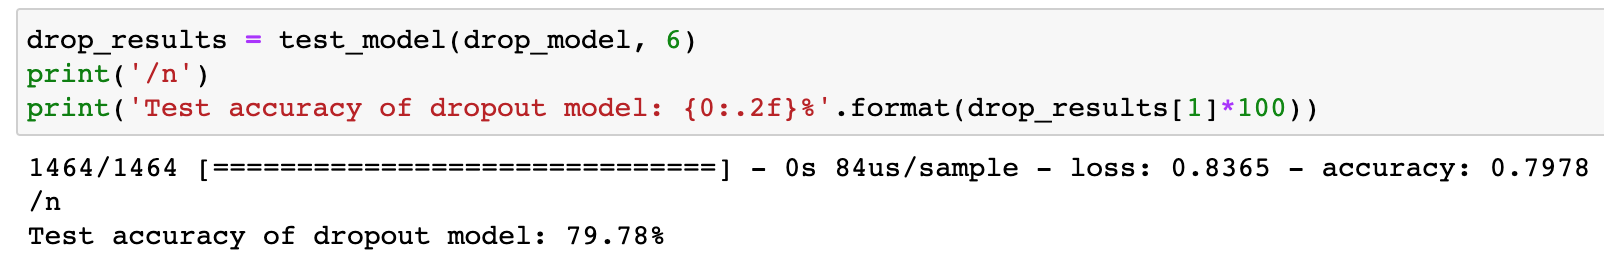 drop_results = test_model(drop_model, 6)
print('/n')
print('Test accuracy of dropout model: {0:.2f}%'.format(drop_results[1]*100))
1464/1464 [==============================] - 0s 84us/sample - loss: 0.8365 - accuracy: 0.7978
/n
Test accuracy of dropout model: 79.78%